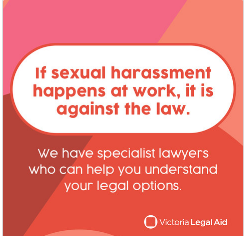 If sexual harassment
happens at work, it is
against the law.
We have specialist lawyers
who can help you understand
your legal options.
Victoria Legal Aid